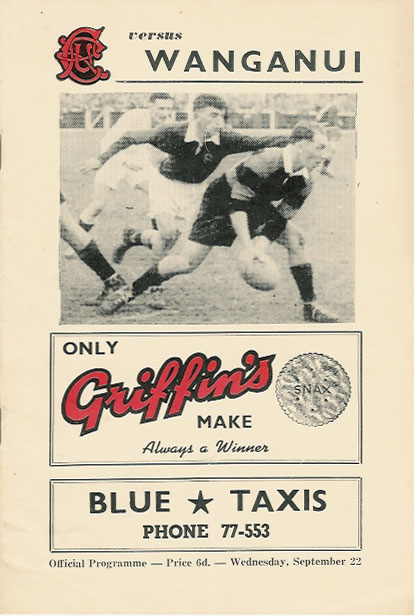 versus
WANGANUI
ONLY
Griffin's
SNAX
MAKE
Always a Winner
BLUE ★ TAXIS
PHONE 77-553
Official Programme — Price 6d. — Wednesday, September 22